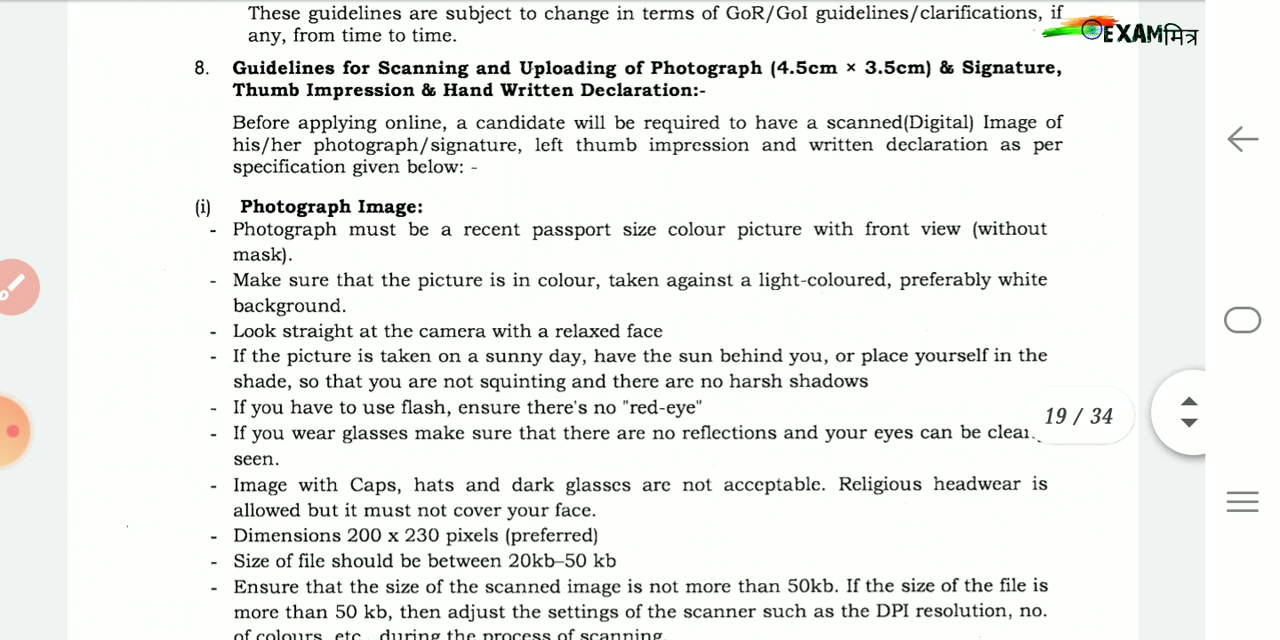 These guidelines are subject to change in terms of GoR/GoI guidelines/clarifications, if
any, from time to time.
EXAMमित्र
8. Guidelines for Scanning and Uploading of Photograph (4.5cm × 3.5cm) & Signature,
Thumb Impression & Hand Written Declaration:-
Before applying online, a candidate will be required to have a scanned(Digital) Image of
his/her photograph/signature, left thumb impression and written declaration as per
specification given below: -
(i) Photograph Image:
- Photograph must be a recent passport size colour picture with front view (without
mask).
- Make sure that the picture is in colour, taken against a light-coloured, preferably white
background.
- Look straight at the camera with a relaxed face
- If the picture is taken on a sunny day, have the sun behind you, or place yourself in the
shade, so that you are not squinting and there are no harsh shadows
- If you have to use flash, ensure there's no "red-eye"
19 / 34
- If you wear glasses make sure that there are no reflections and your eyes can be
seen.
- Image with Caps, hats and dark glasses are not acceptable. Religious headwear is
allowed but it must not cover your face.
- Dimensions 200 x 230 pixels (preferred)
- Size of file should be between 20kb–50 kb
- Ensure that the size of the scanned image is not more than 50kb. If the size of the file is
more than 50 kb, then adjust the settings of the scanner such as the DPI resolution, no.
of colours, etc., during the process of scanning.